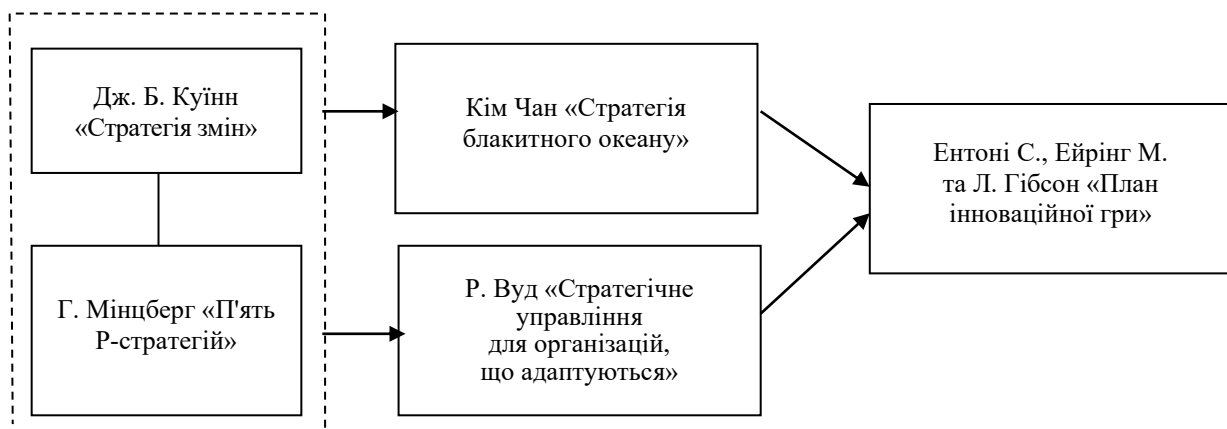 Дж. Б. Куїнн
«Стратегія змін»
Кім Чан «Стратегія
блакитного океану»
Ентоні С., Ейрінг М.
та Л. Гібсон «План
інноваційної гри»
Г. Мінцберг «П'ять
Р-стратегій»
Р. Вуд «Стратегічне
управління
для організацій,
що адаптуються»